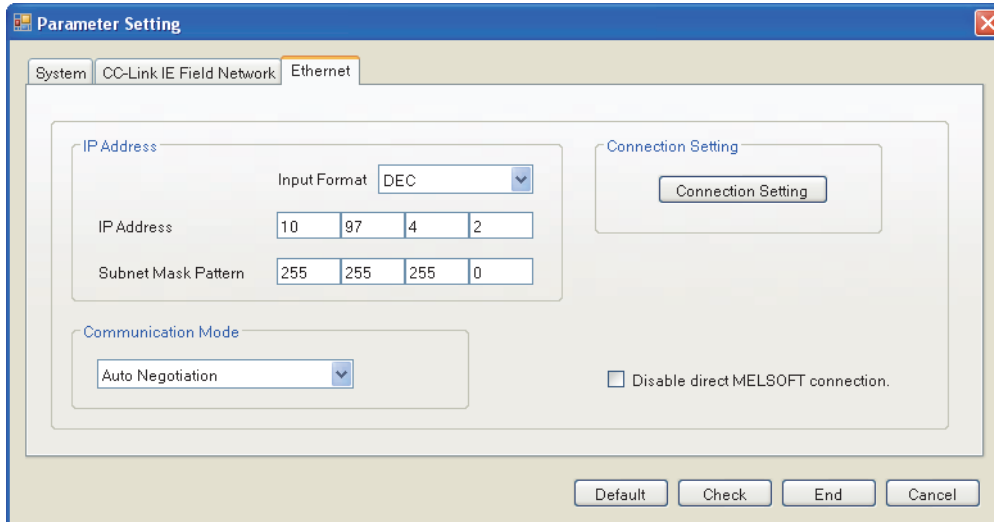 Parameter Setting
System CC-Link IE Field Network Ethernet
IP Address
Input Format DEC
IP Address 10 97 4 2
Subnet Mask Pattern 255 255 255 0
Connection Setting
Connection Setting
Communication Mode
Auto Negotiation
Disable direct MELSOFT connection.
Default Check End Cancel